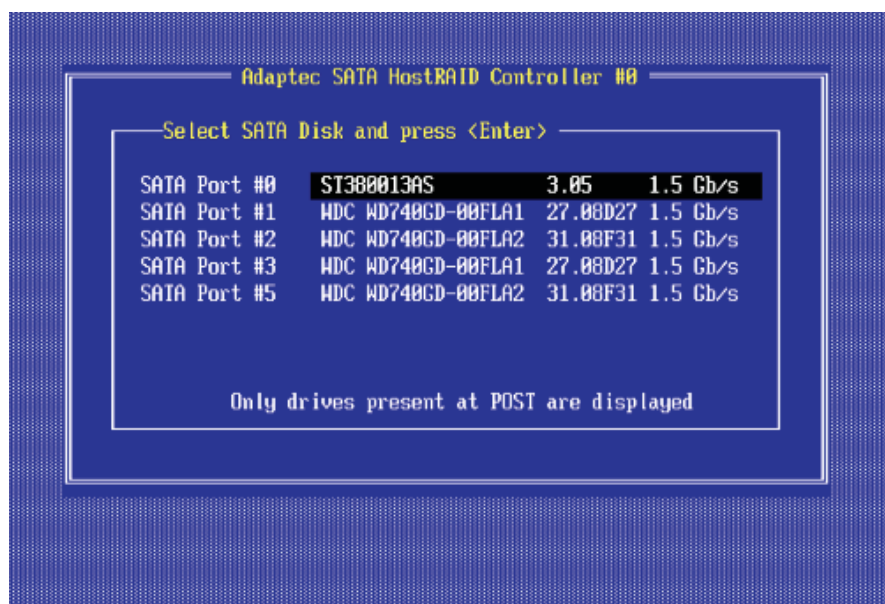 Adaptec SATA HostRAID Controller #0
Select SATA Disk and press <Enter>
SATA Port #0 ST380013AS 3.05 1.5 Gb/s
SATA Port #1 WDC WD740GD-00FLA1 27.08D27 1.5 Gb/s
SATA Port #2 WDC WD740GD-00FLA2 31.08F31 1.5 Gb/s
SATA Port #3 WDC WD740GD-00FLA1 27.08D27 1.5 Gb/s
SATA Port #5 WDC WD740GD-00FLA2 31.08F31 1.5 Gb/s
Only drives present at POST are displayed